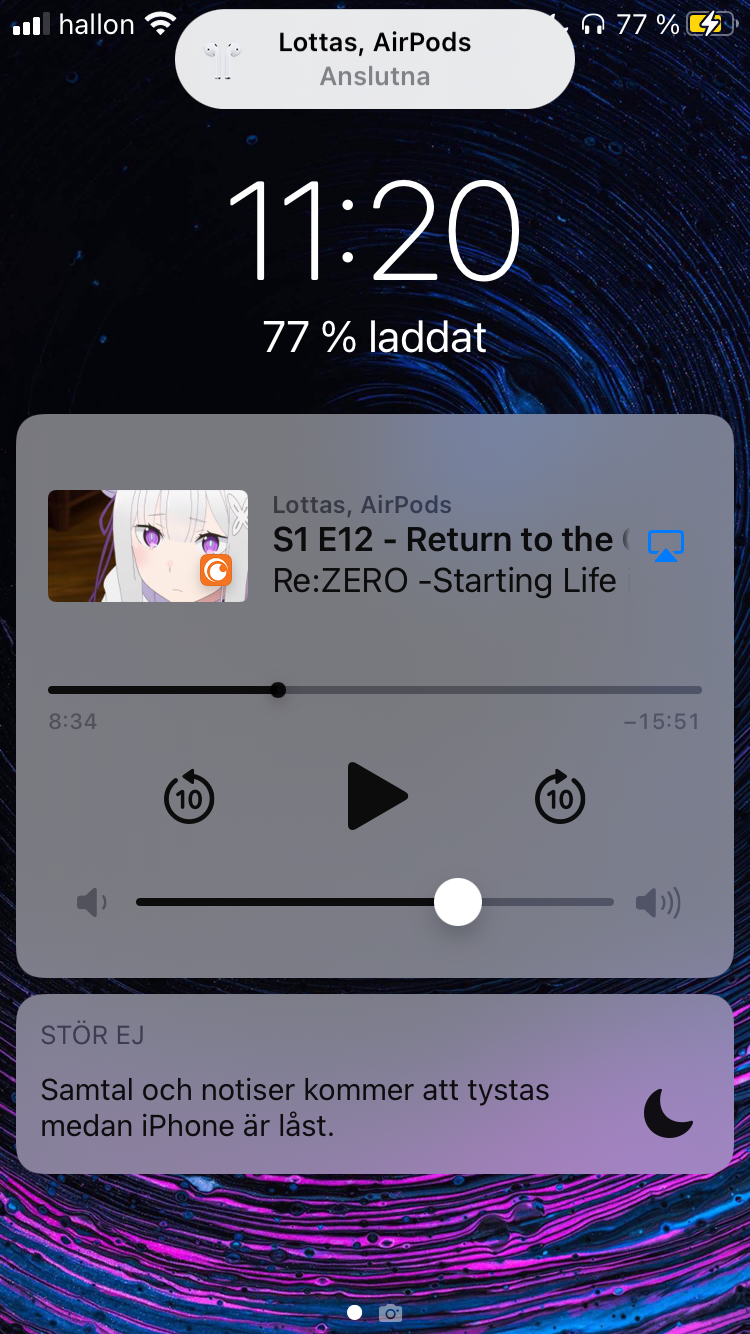 hallon 77 %
Lottas, AirPods
Anslutna
11:20
77 % laddat
Lottas, AirPods
S1 E12 - Return to the
Re:ZERO -Starting Life
8:34 −15:51
10 10
STÖR EJ
Samtal och notiser kommer att tystas
medan iPhone är låst.